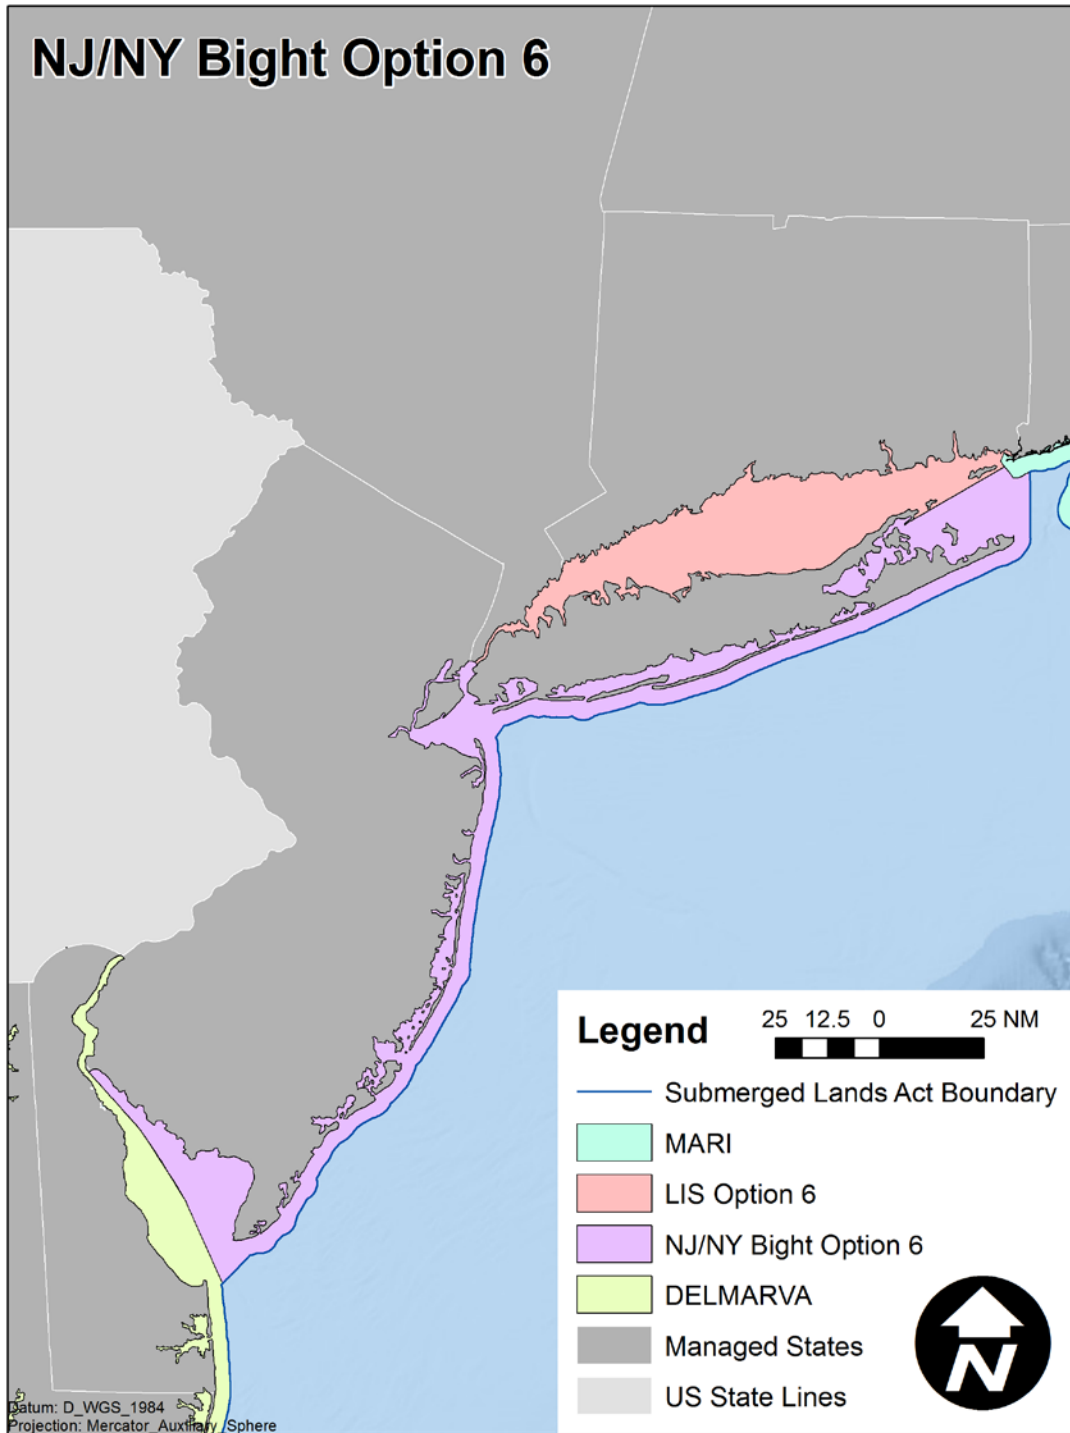 NJ/NY Bight Option 6
Legend
25 12.5 0 25 NM
Submerged Lands Act Boundary
MARI
LIS Option 6
NJ/NY Bight Option 6
DELMARVA
Managed States
US State Lines
N
Datum: D_WGS_1984
Projection: Mercator_Auxiliary_Sphere